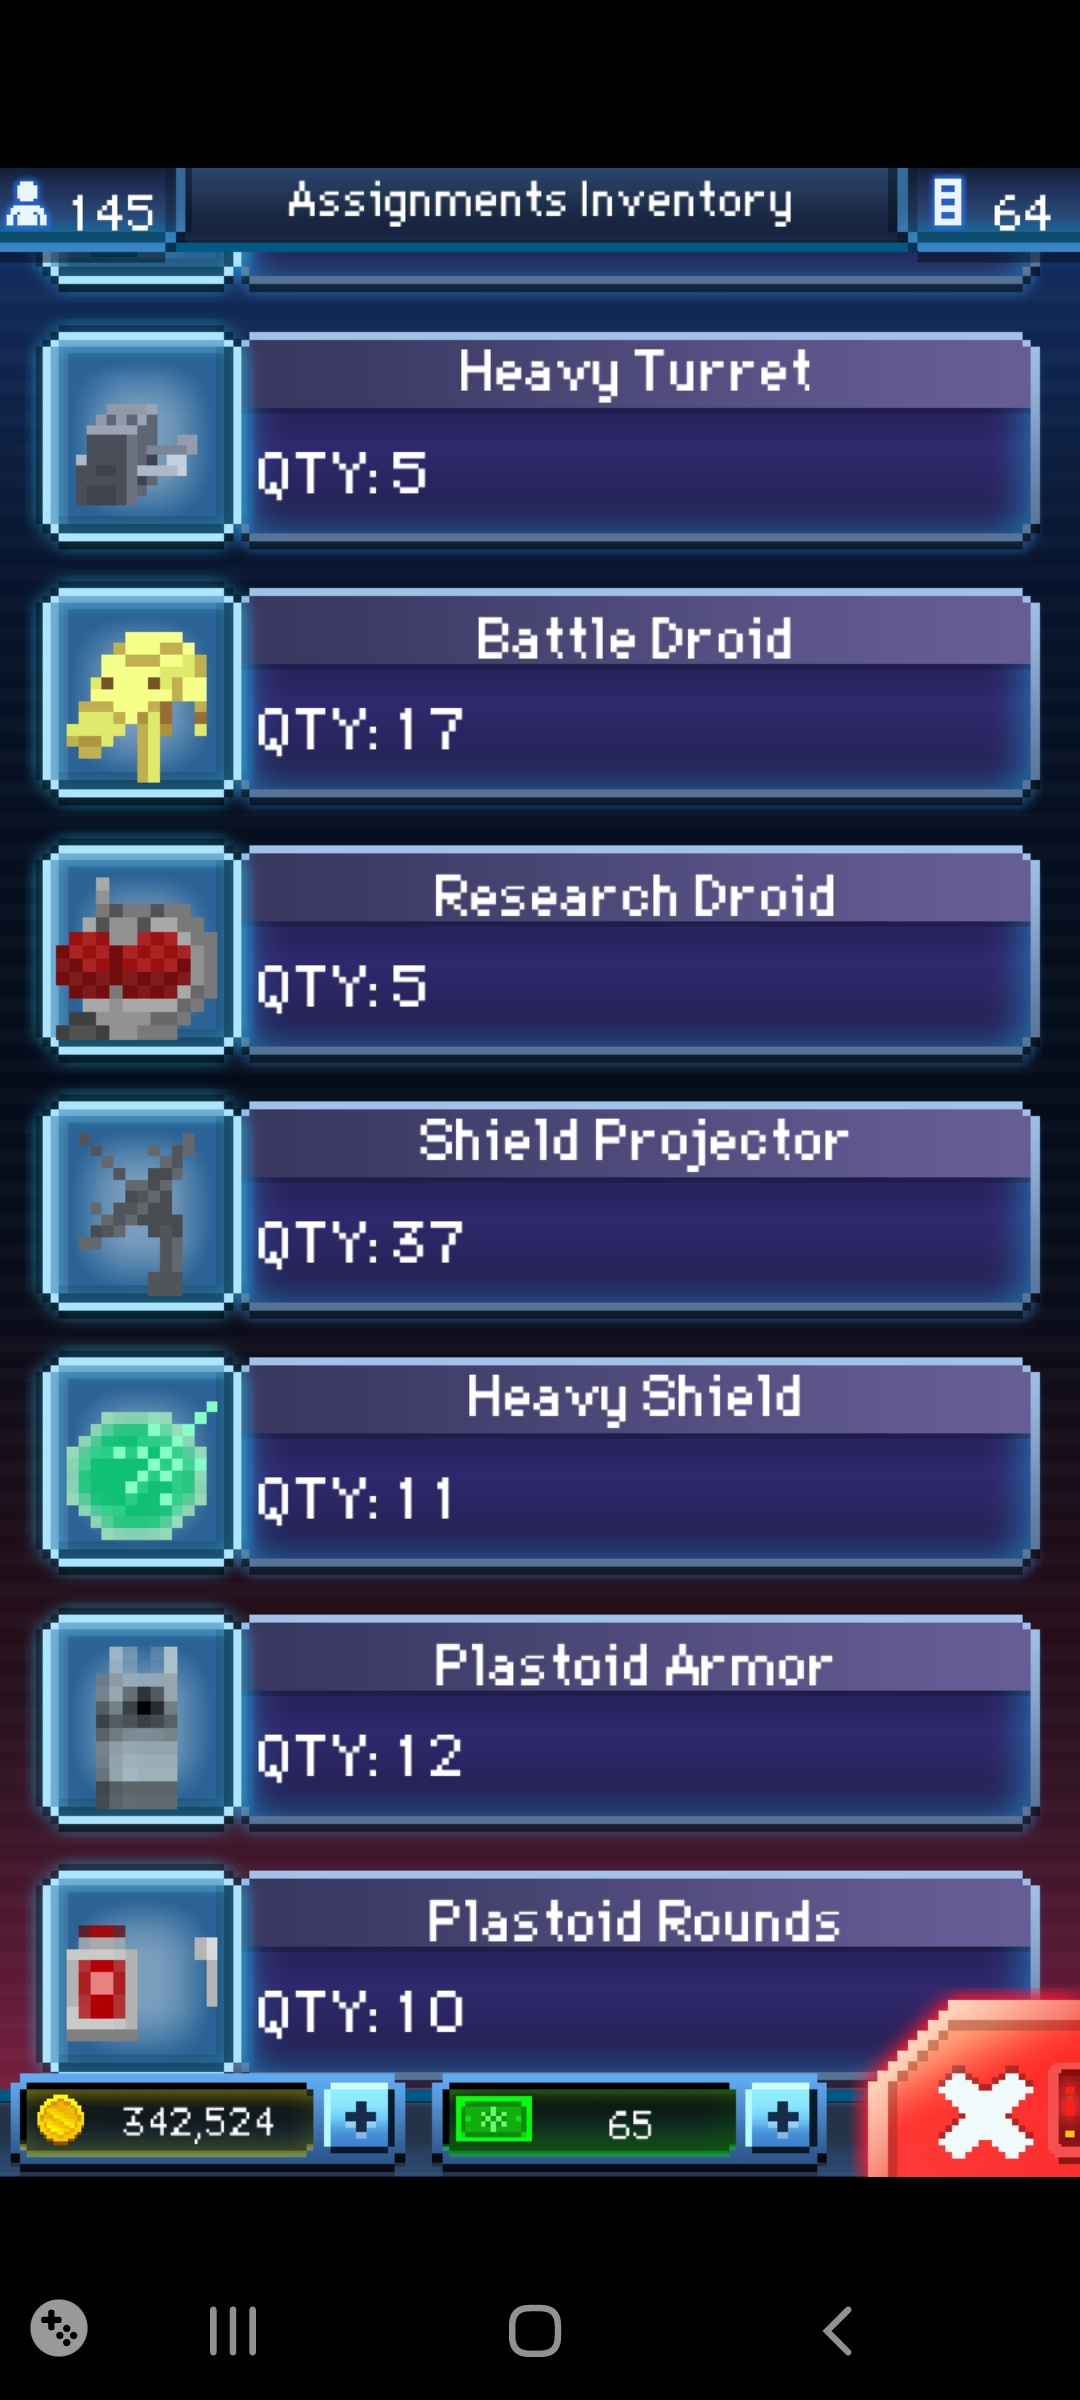 145
Assignments Inventory
64
Heavy Turret
QTY: 5
Battle Droid
QTY: 17
Research Droid
QTY: 5
Shield Projector
QTY: 37
Heavy Shield
QTY: 11
Plastoid Armor
QTY: 12
Plastoid Rounds
QTY: 10
342,524
65